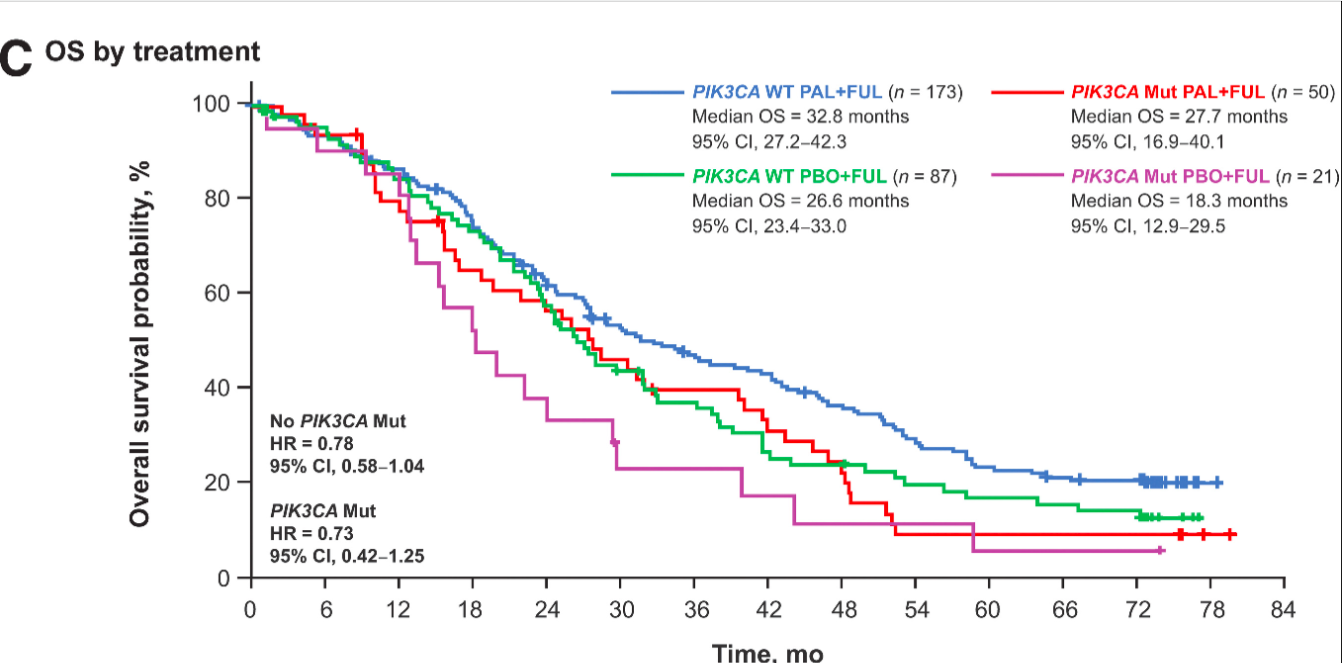 C OS by treatment
PIK3CA WT PAL+FUL (n = 173)
Median OS = 32.8 months
95% CI, 27.2–42.3
PIK3CA Mut PAL+FUL (n = 50)
Median OS = 27.7 months
95% CI, 16.9–40.1
PIK3CA WT PBO+FUL (n = 87)
Median OS = 26.6 months
95% CI, 23.4–33.0
PIK3CA Mut PBO+FUL (n = 21)
Median OS = 18.3 months
95% CI, 12.9–29.5
Overall survival probability, %
100
80
60
40
20
0
No PIK3CA Mut
HR = 0.78
95% CI, 0.58–1.04
PIK3CA Mut
HR = 0.73
95% CI, 0.42–1.25
0 6 12 18 24 30 36 42 48 54 60 66 72 78 84
Time, mo